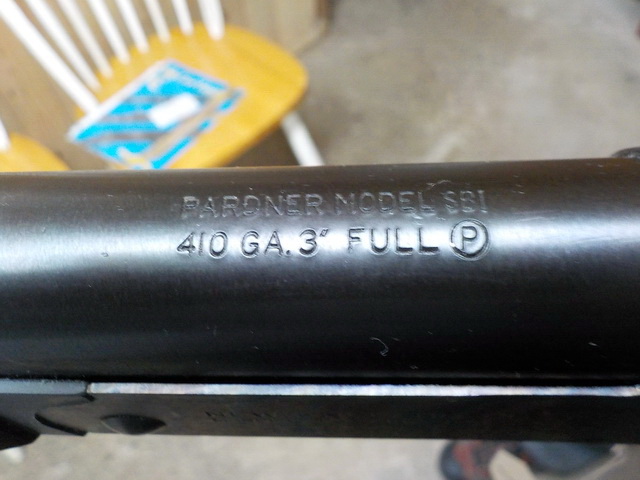 PARDNER MODEL SB1
410 GA. 3" FULL Ⓟ